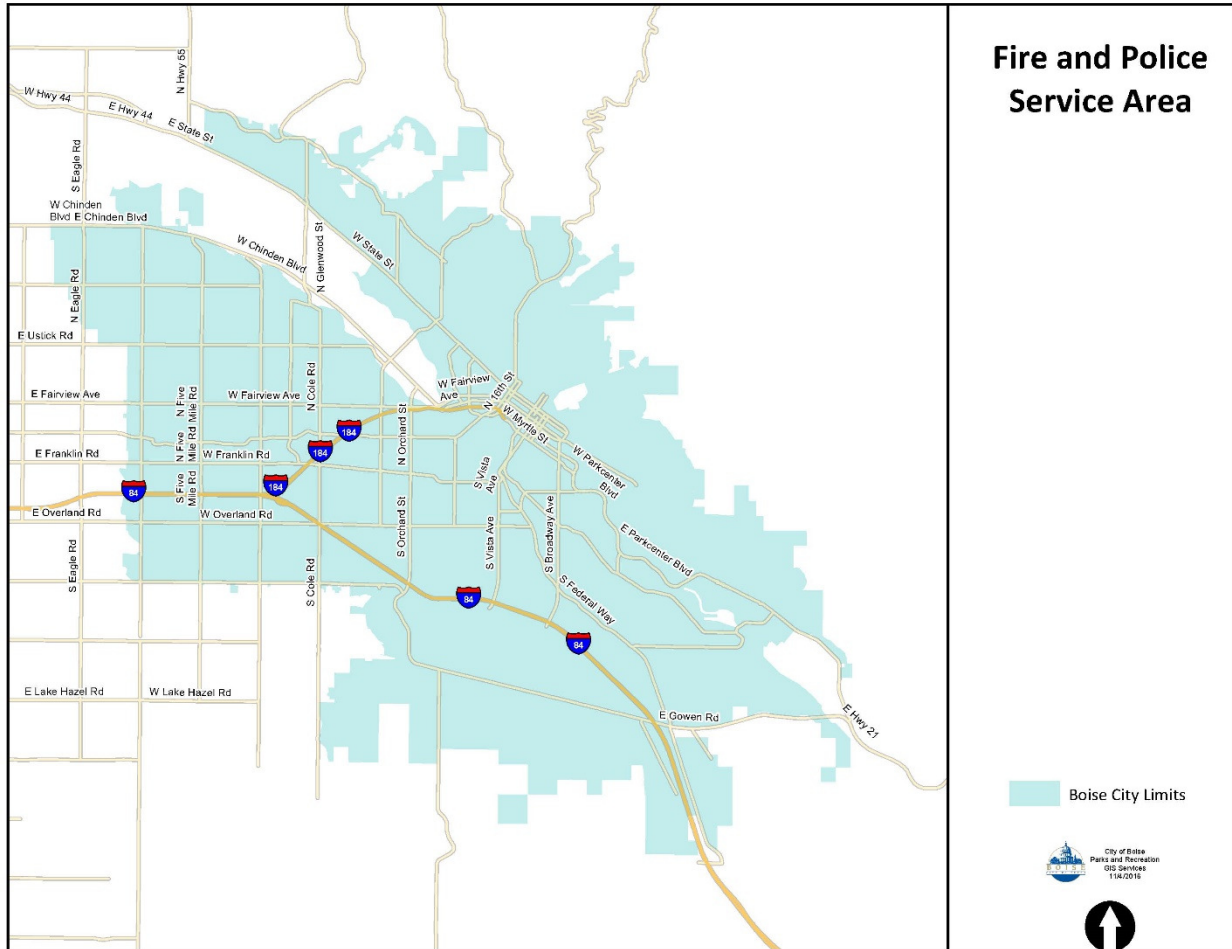 Fire and Police
Service Area
N Hwy 55
W Hwy 44
E Hwy 44
E State St
S Eagle Rd
W Chinden
Blvd
E Chinden Blvd
W Chinden Blvd
N Glenwood St
W State St
N Eagle Rd
E Ustick Rd
E Fairview Ave
N Five
Mile Rd
W Fairview Ave
N Cole Rd
W Fairview
Ave
N 16th St
W Myrtle St
184
184
184
N Orchard St
E Franklin Rd
N Five
Mile Rd
W Franklin Rd
S Vista
Ave
W Parkcenter
Blvd
84
S Five
Mile Rd
E Overland Rd
W Overland Rd
S Orchard St
S Vista Ave
S Broadway Ave
E Parkcenter Blvd
S Eagle Rd
S Cole Rd
84
S Federal Way
84
E Lake Hazel Rd
W Lake Hazel Rd
E Gowen Rd
E Hwy 21
Boise City Limits
BOISE
City of Boise
Parks and Recreation
GIS Services
11/4/2016